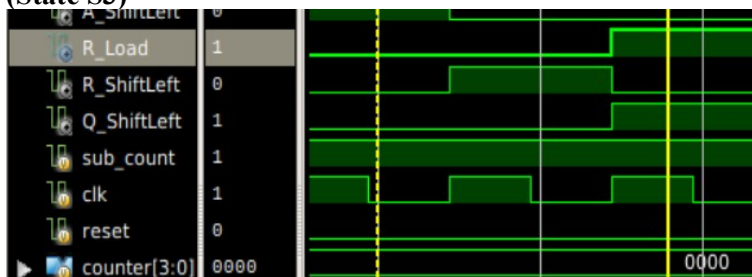 (State S3)
A_ShiftLeft 0
R_Load 1
R_ShiftLeft 0
Q_ShiftLeft 1
sub_count 1
clk 1
reset 0
counter[3:0] 0000 0000